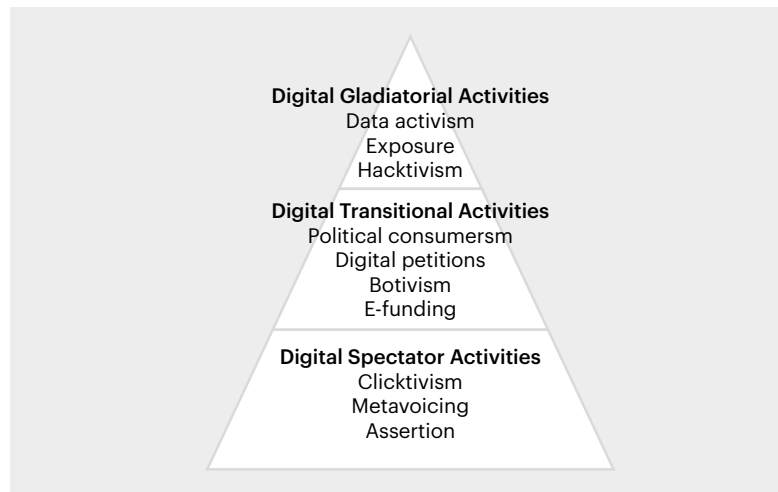 Digital Gladiatorial Activities
Data activism
Exposure
Hacktivism
Digital Transitional Activities
Political consumersm
Digital petitions
Botivism
E-funding
Digital Spectator Activities
Clicktivism
Metavoicing
Assertion